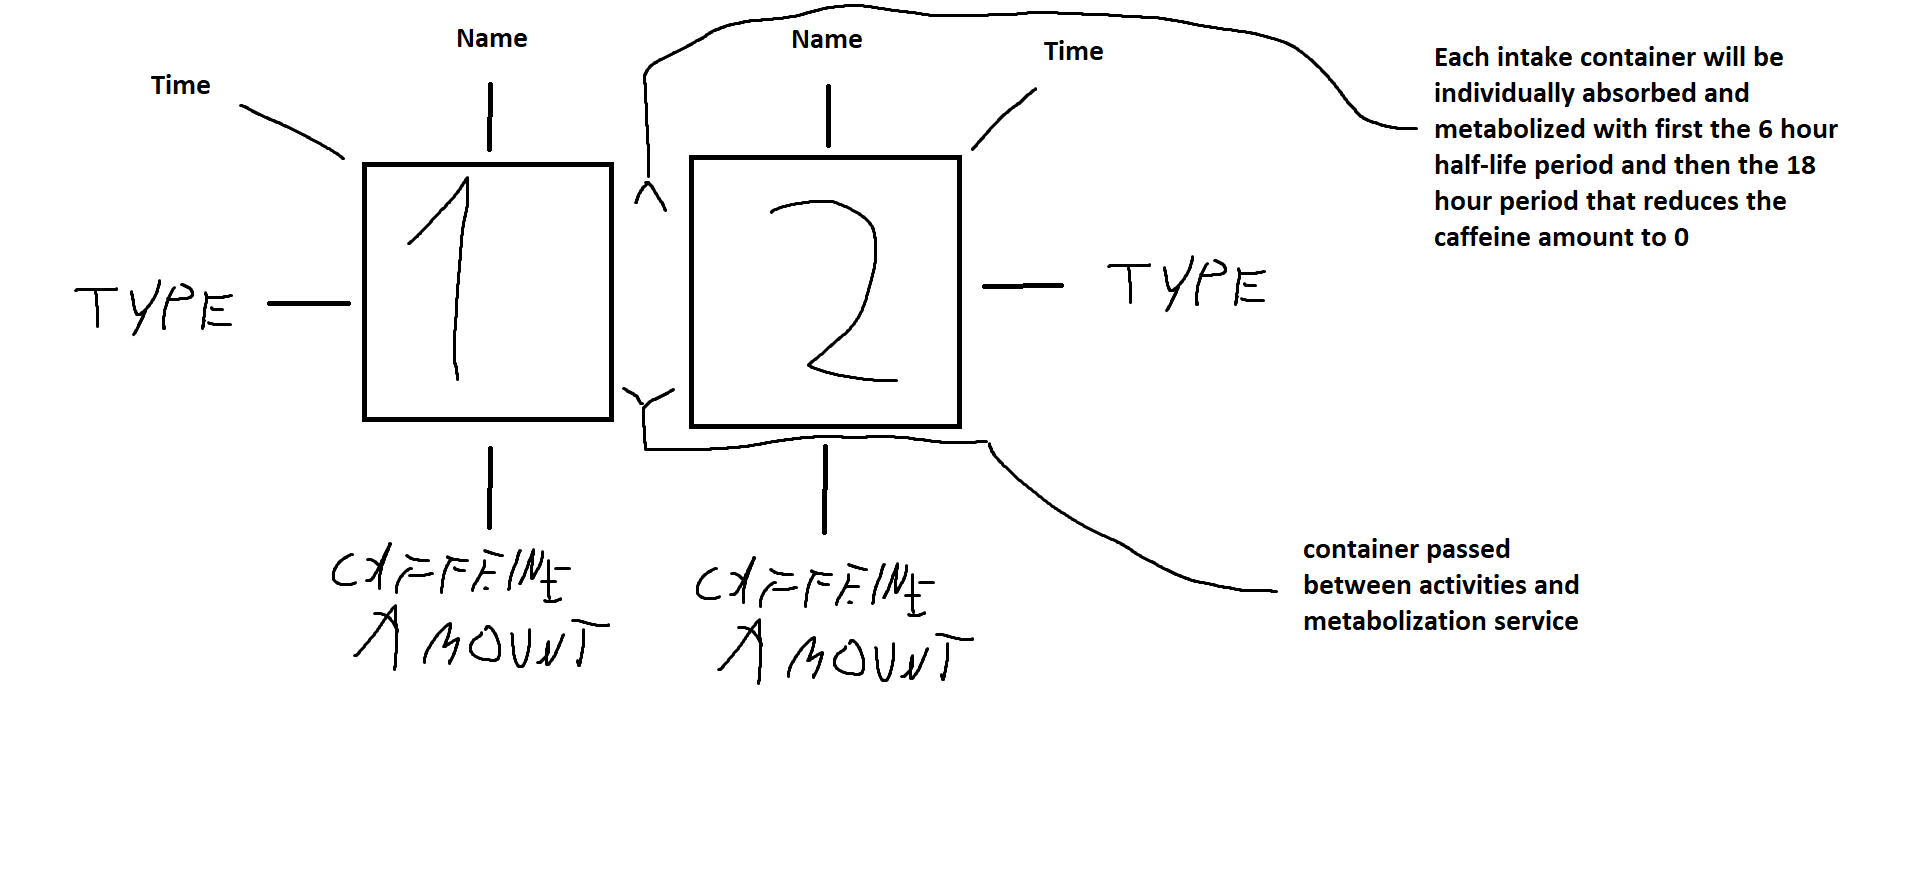 Name
Name
Time
Time
Each intake container will be
individually absorbed and
metabolized with first the 6 hour
half-life period and then the 18
hour period that reduces the
caffeine amount to 0
1
2
TYPE
TYPE
CAFFEINE
AMOUNT
CAFFEINE
AMOUNT
container passed
between activities and
metabolization service